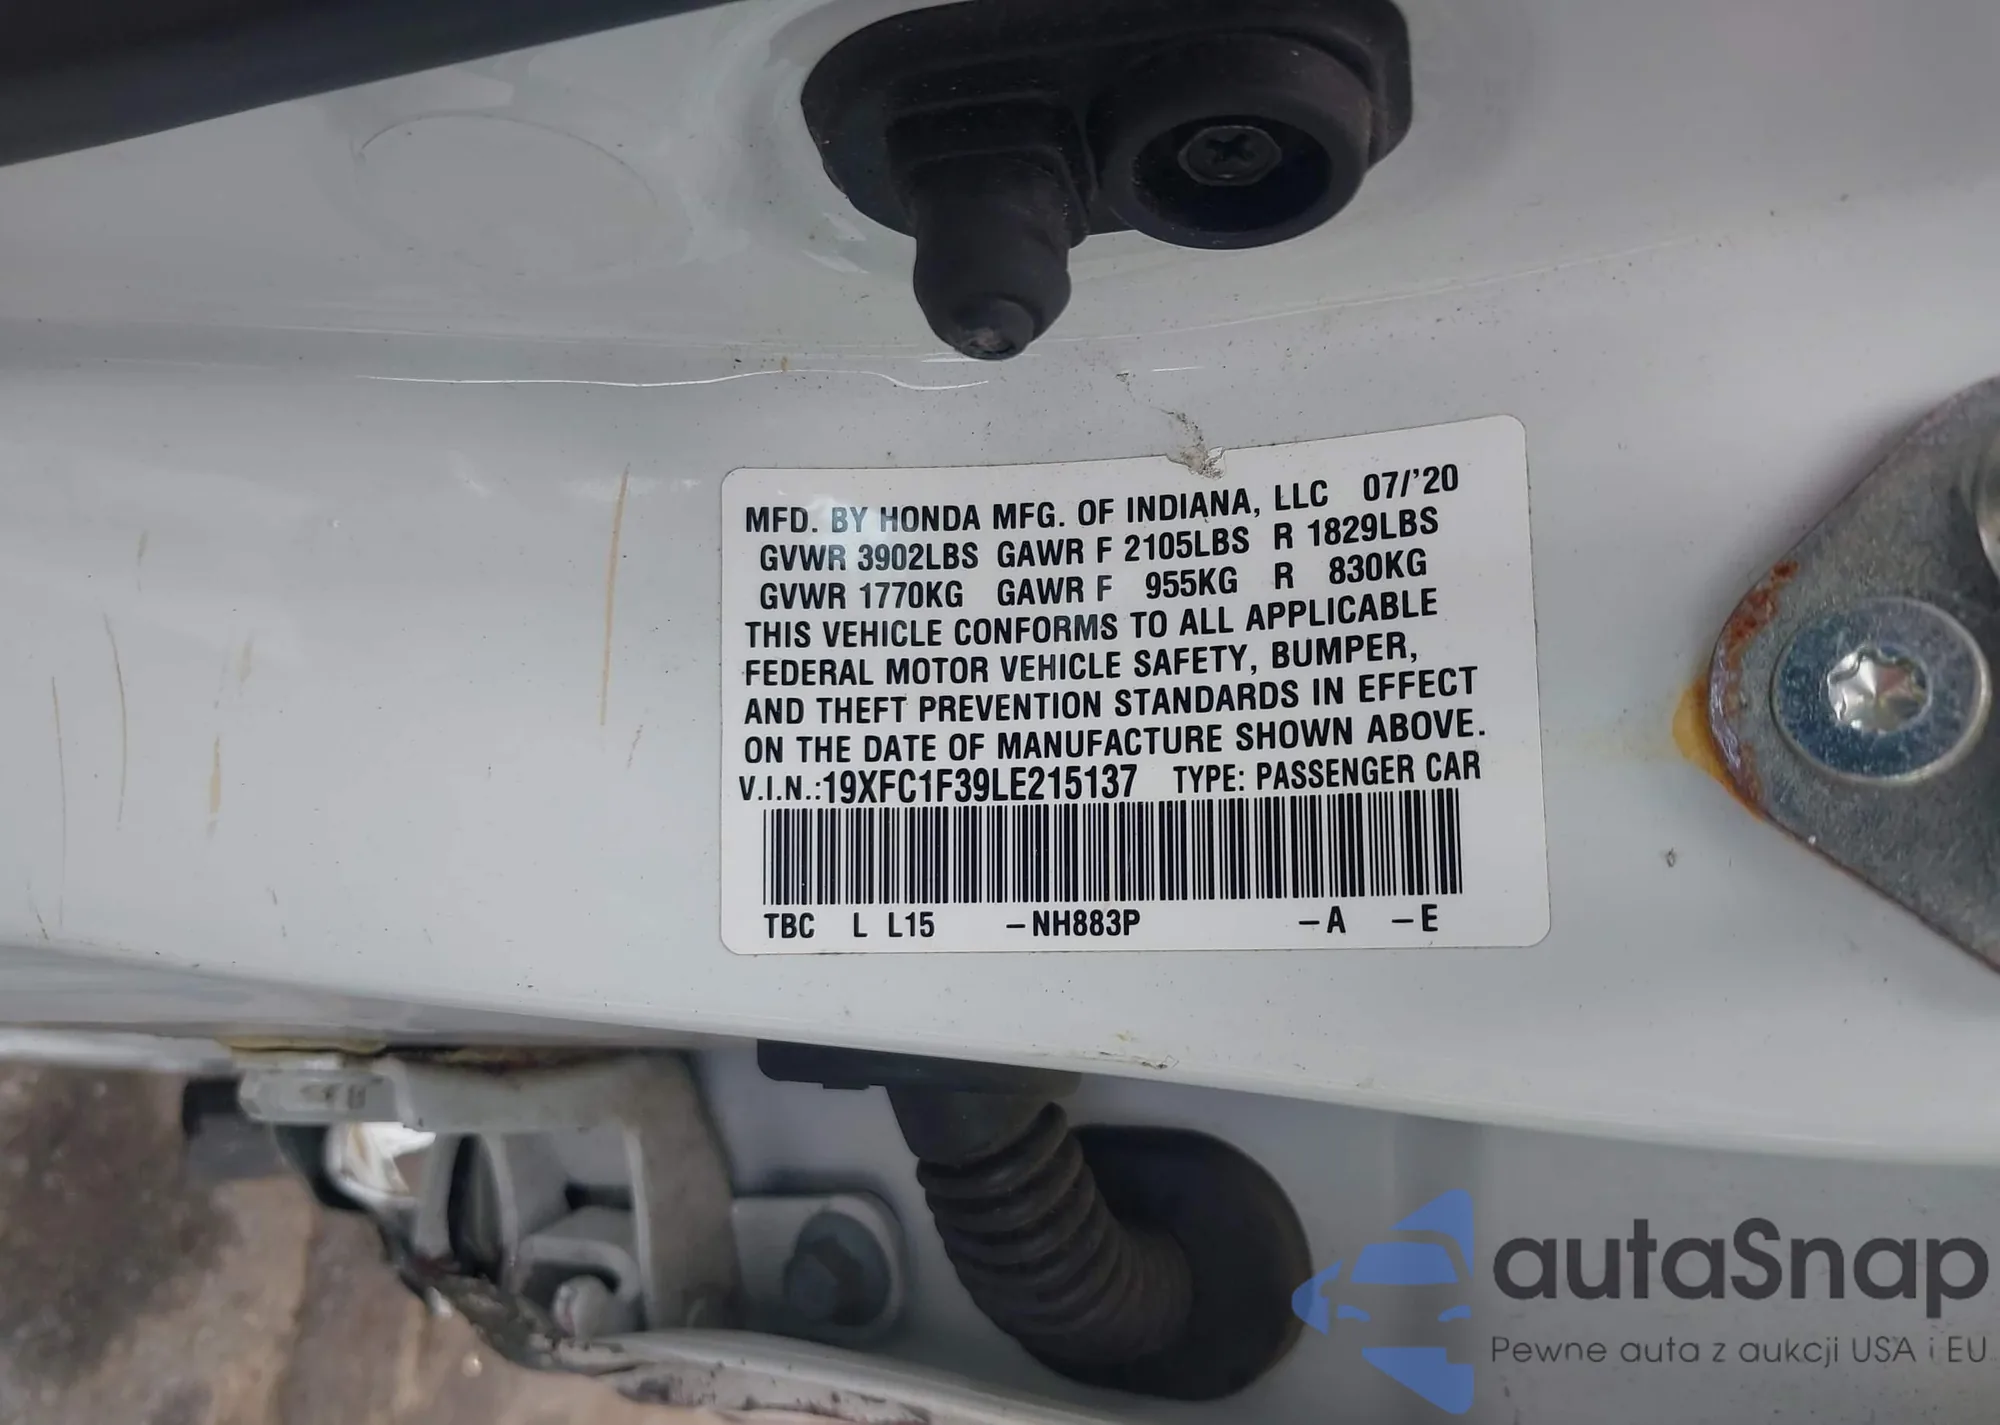 MFD. BY HONDA MFG. OF INDIANA, LLC 07/'20
GVWR 3902LBS GAWR F 2105LBS R 1829LBS
GVWR 1770KG GAWR F 955KG R 830KG
THIS VEHICLE CONFORMS TO ALL APPLICABLE
FEDERAL MOTOR VEHICLE SAFETY, BUMPER,
AND THEFT PREVENTION STANDARDS IN EFFECT
ON THE DATE OF MANUFACTURE SHOWN ABOVE.
V.I.N.:19XFC1F39LE215137 TYPE: PASSENGER CAR
TBC L L15 –NH883P –A –E
autaSnap
Pewne auta z aukcji USA i EU